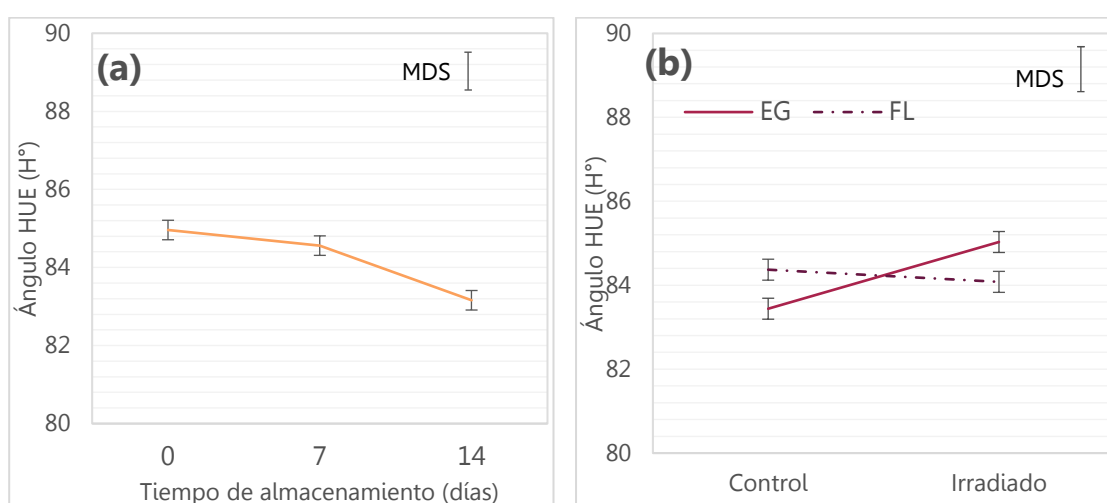 (a)
MDS
Ángulo HUE (H°)
90
88
86
84
82
80
0 7 14
Tiempo de almacenamiento (días)
(b)
MDS
EG FL
Ángulo HUE (H°)
90
88
86
84
82
80
Control Irradiado